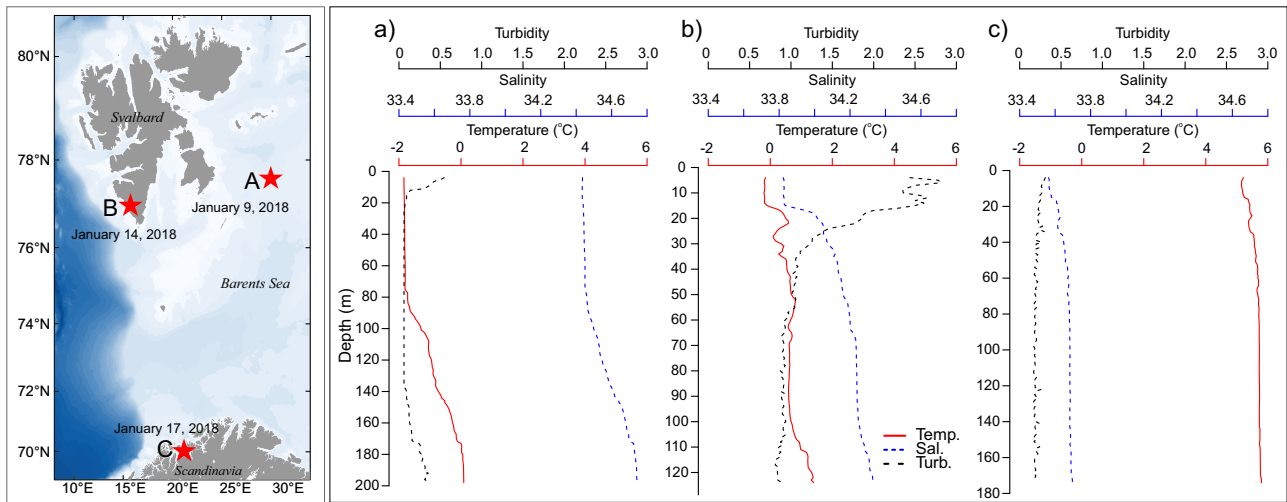 80°N
78°N
76°N
74°N
72°N
70°N
10°E
15°E
20°E
25°E
30°E
Svalbard
A
January 9, 2018
B
January 14, 2018
Barents Sea
January 17, 2018
C
Scandinavia
a)
Turbidity
0 0.5 1.0 1.5 2.0 2.5 3.0
Salinity
33.4 33.8 34.2 34.6
Temperature (°C)
-2 0 2 4 6
Depth (m)
0
20
40
60
80
100
120
140
160
180
200
b)
Turbidity
0 0.5 1.0 1.5 2.0 2.5 3.0
Salinity
33.4 33.8 34.2 34.6
Temperature (°C)
-2 0 2 4 6
0
10
20
30
40
50
60
70
80
90
100
110
120
Temp.
Sal.
Turb.
c)
Turbidity
0 0.5 1.0 1.5 2.0 2.5 3.0
Salinity
33.4 33.8 34.2 34.6
Temperature (°C)
-2 0 2 4 6
0
20
40
60
80
100
120
140
160
180